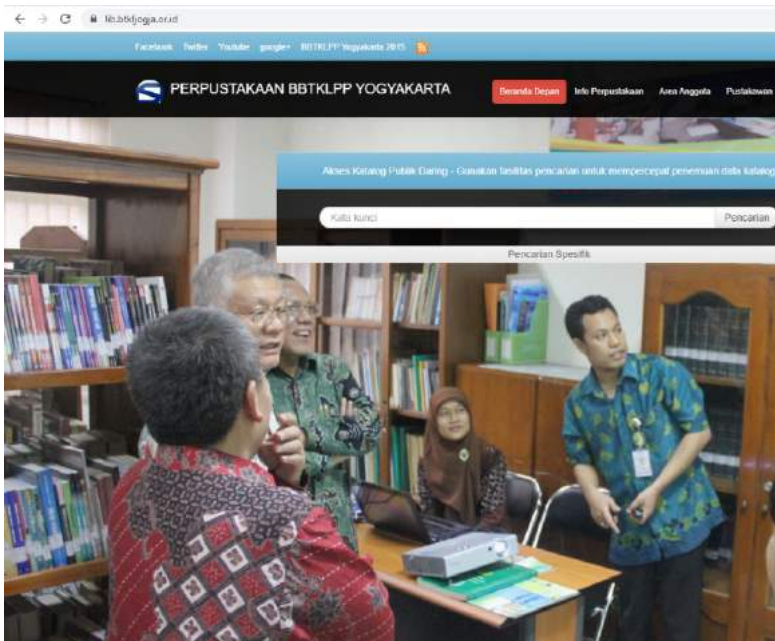 lib.btkljogja.or.id
Facebook Twitter Youtube google+ BBTKLPP Yogyakarta 2015
PERPUSTAKAAN BBTKLPP YOGYAKARTA
Beranda Depan Info Perpustakaan Area Anggota Pustakawan
Akses Katalog Publik Daring - Gunakan fasilitas pencarian untuk mempercepat penemuan data katalog
Kata kunci Pencarian
Pencarian Spesifik